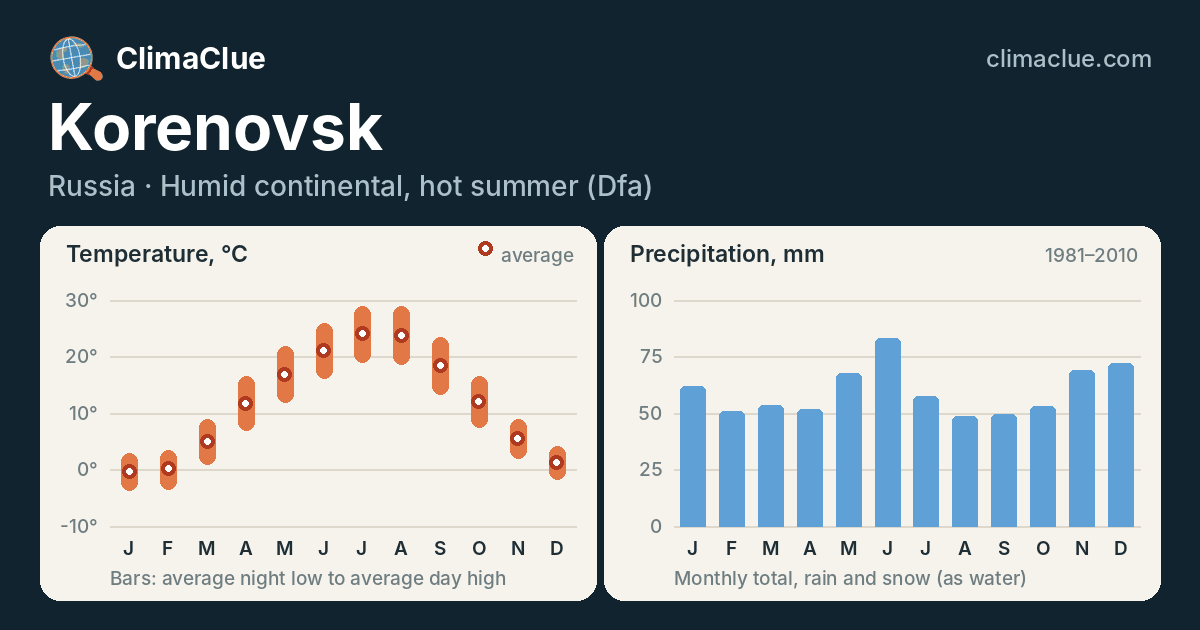 ClimaClue
climaclue.com
Korenovsk
Russia · Humid continental, hot summer (Dfa)
Temperature, °C
average
30°
20°
10°
0°
-10°
J F M A M J J A S O N D
Bars: average night low to average day high
Precipitation, mm
1981–2010
100
75
50
25
0
J F M A M J J A S O N D
Monthly total, rain and snow (as water)